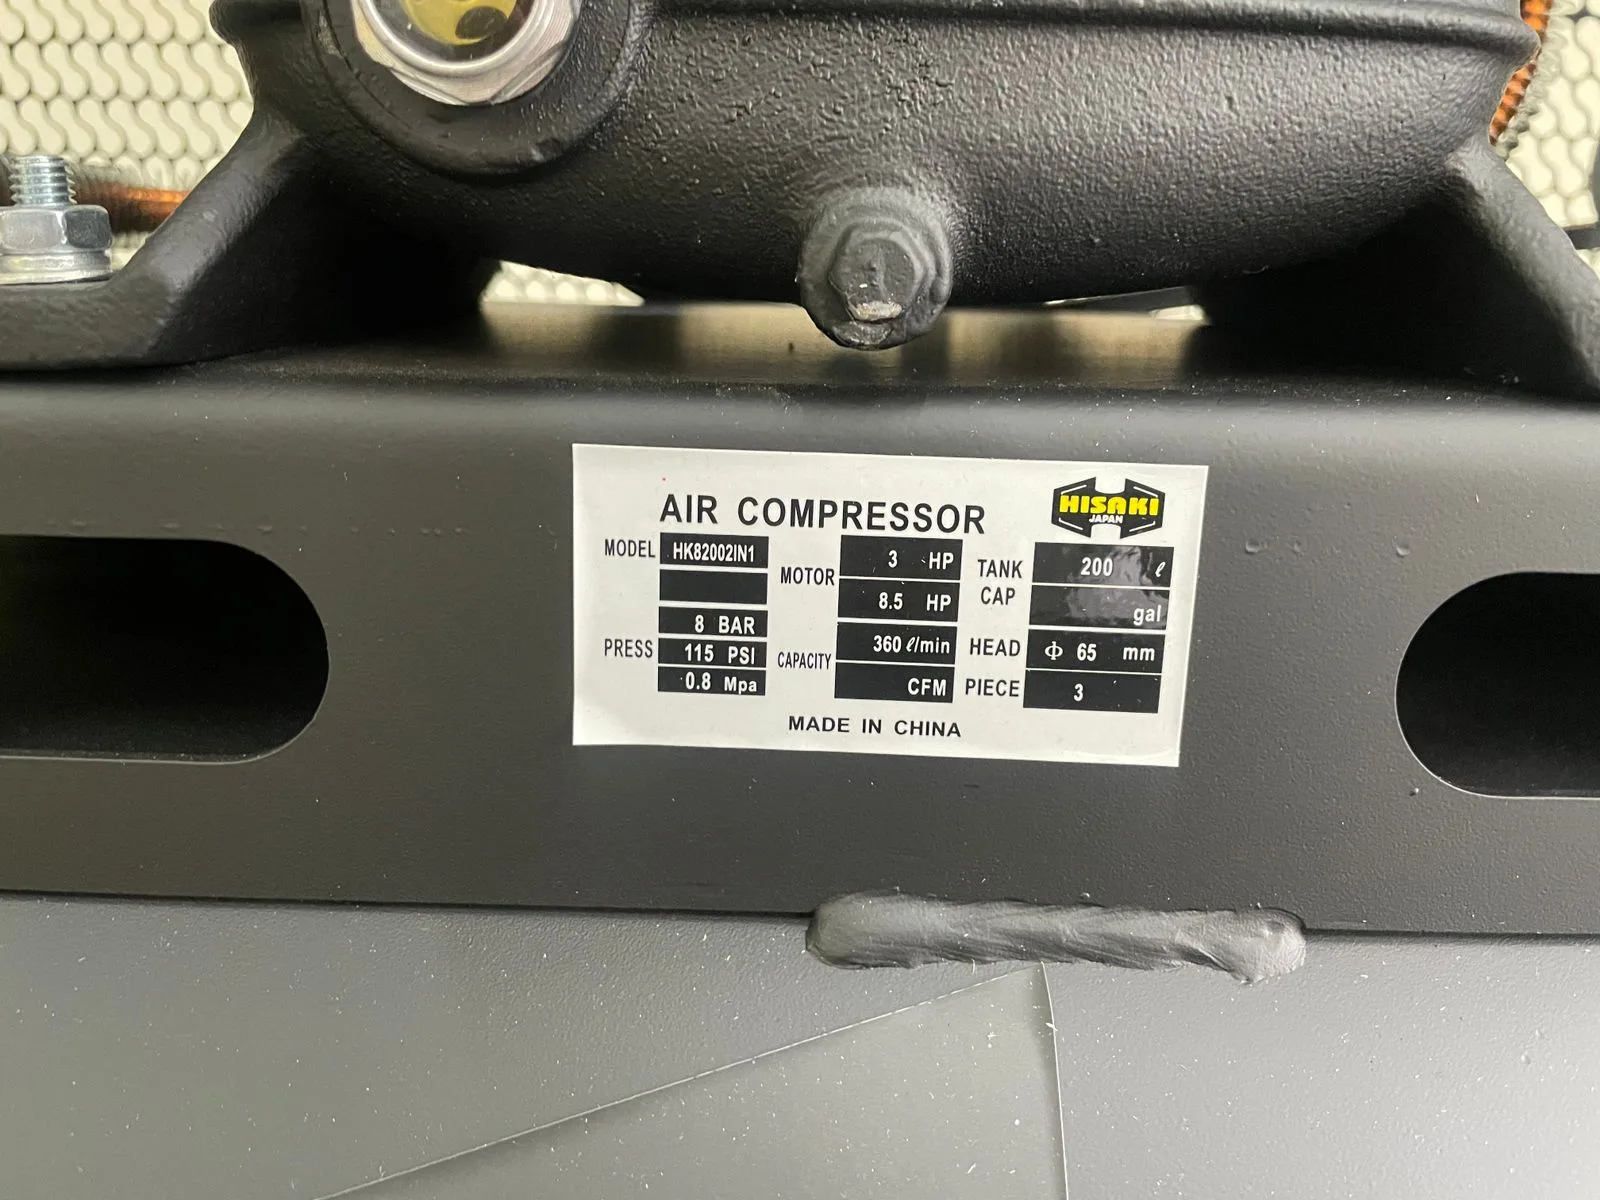 AIR COMPRESSOR
HISAKI
JAPAN
MODEL HK82002IN1
PRESS
8 BAR
115 PSI
0.8 Mpa
MOTOR
3 HP
8.5 HP
CAPACITY
360 ℓ/min
CFM
TANK CAP
200 ℓ
gal
HEAD Φ 65 mm
PIECE 3
MADE IN CHINA